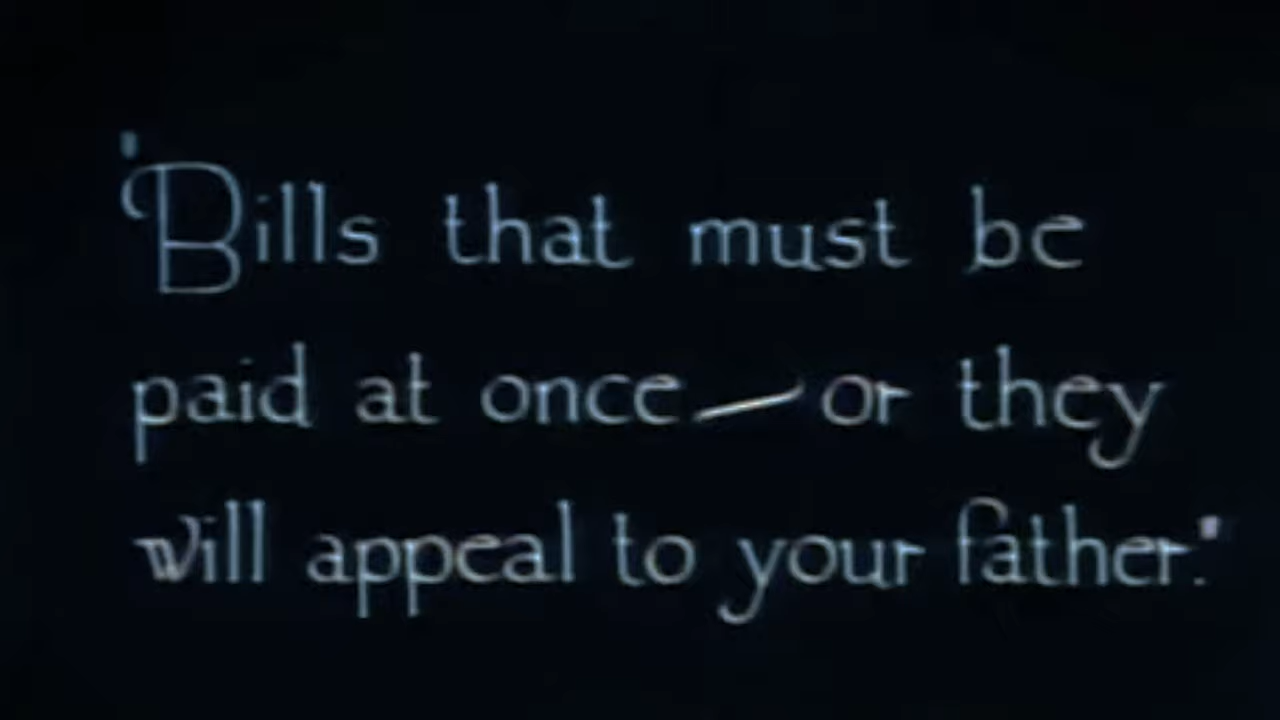 "Bills that must be
paid at once — or they
will appeal to your father."